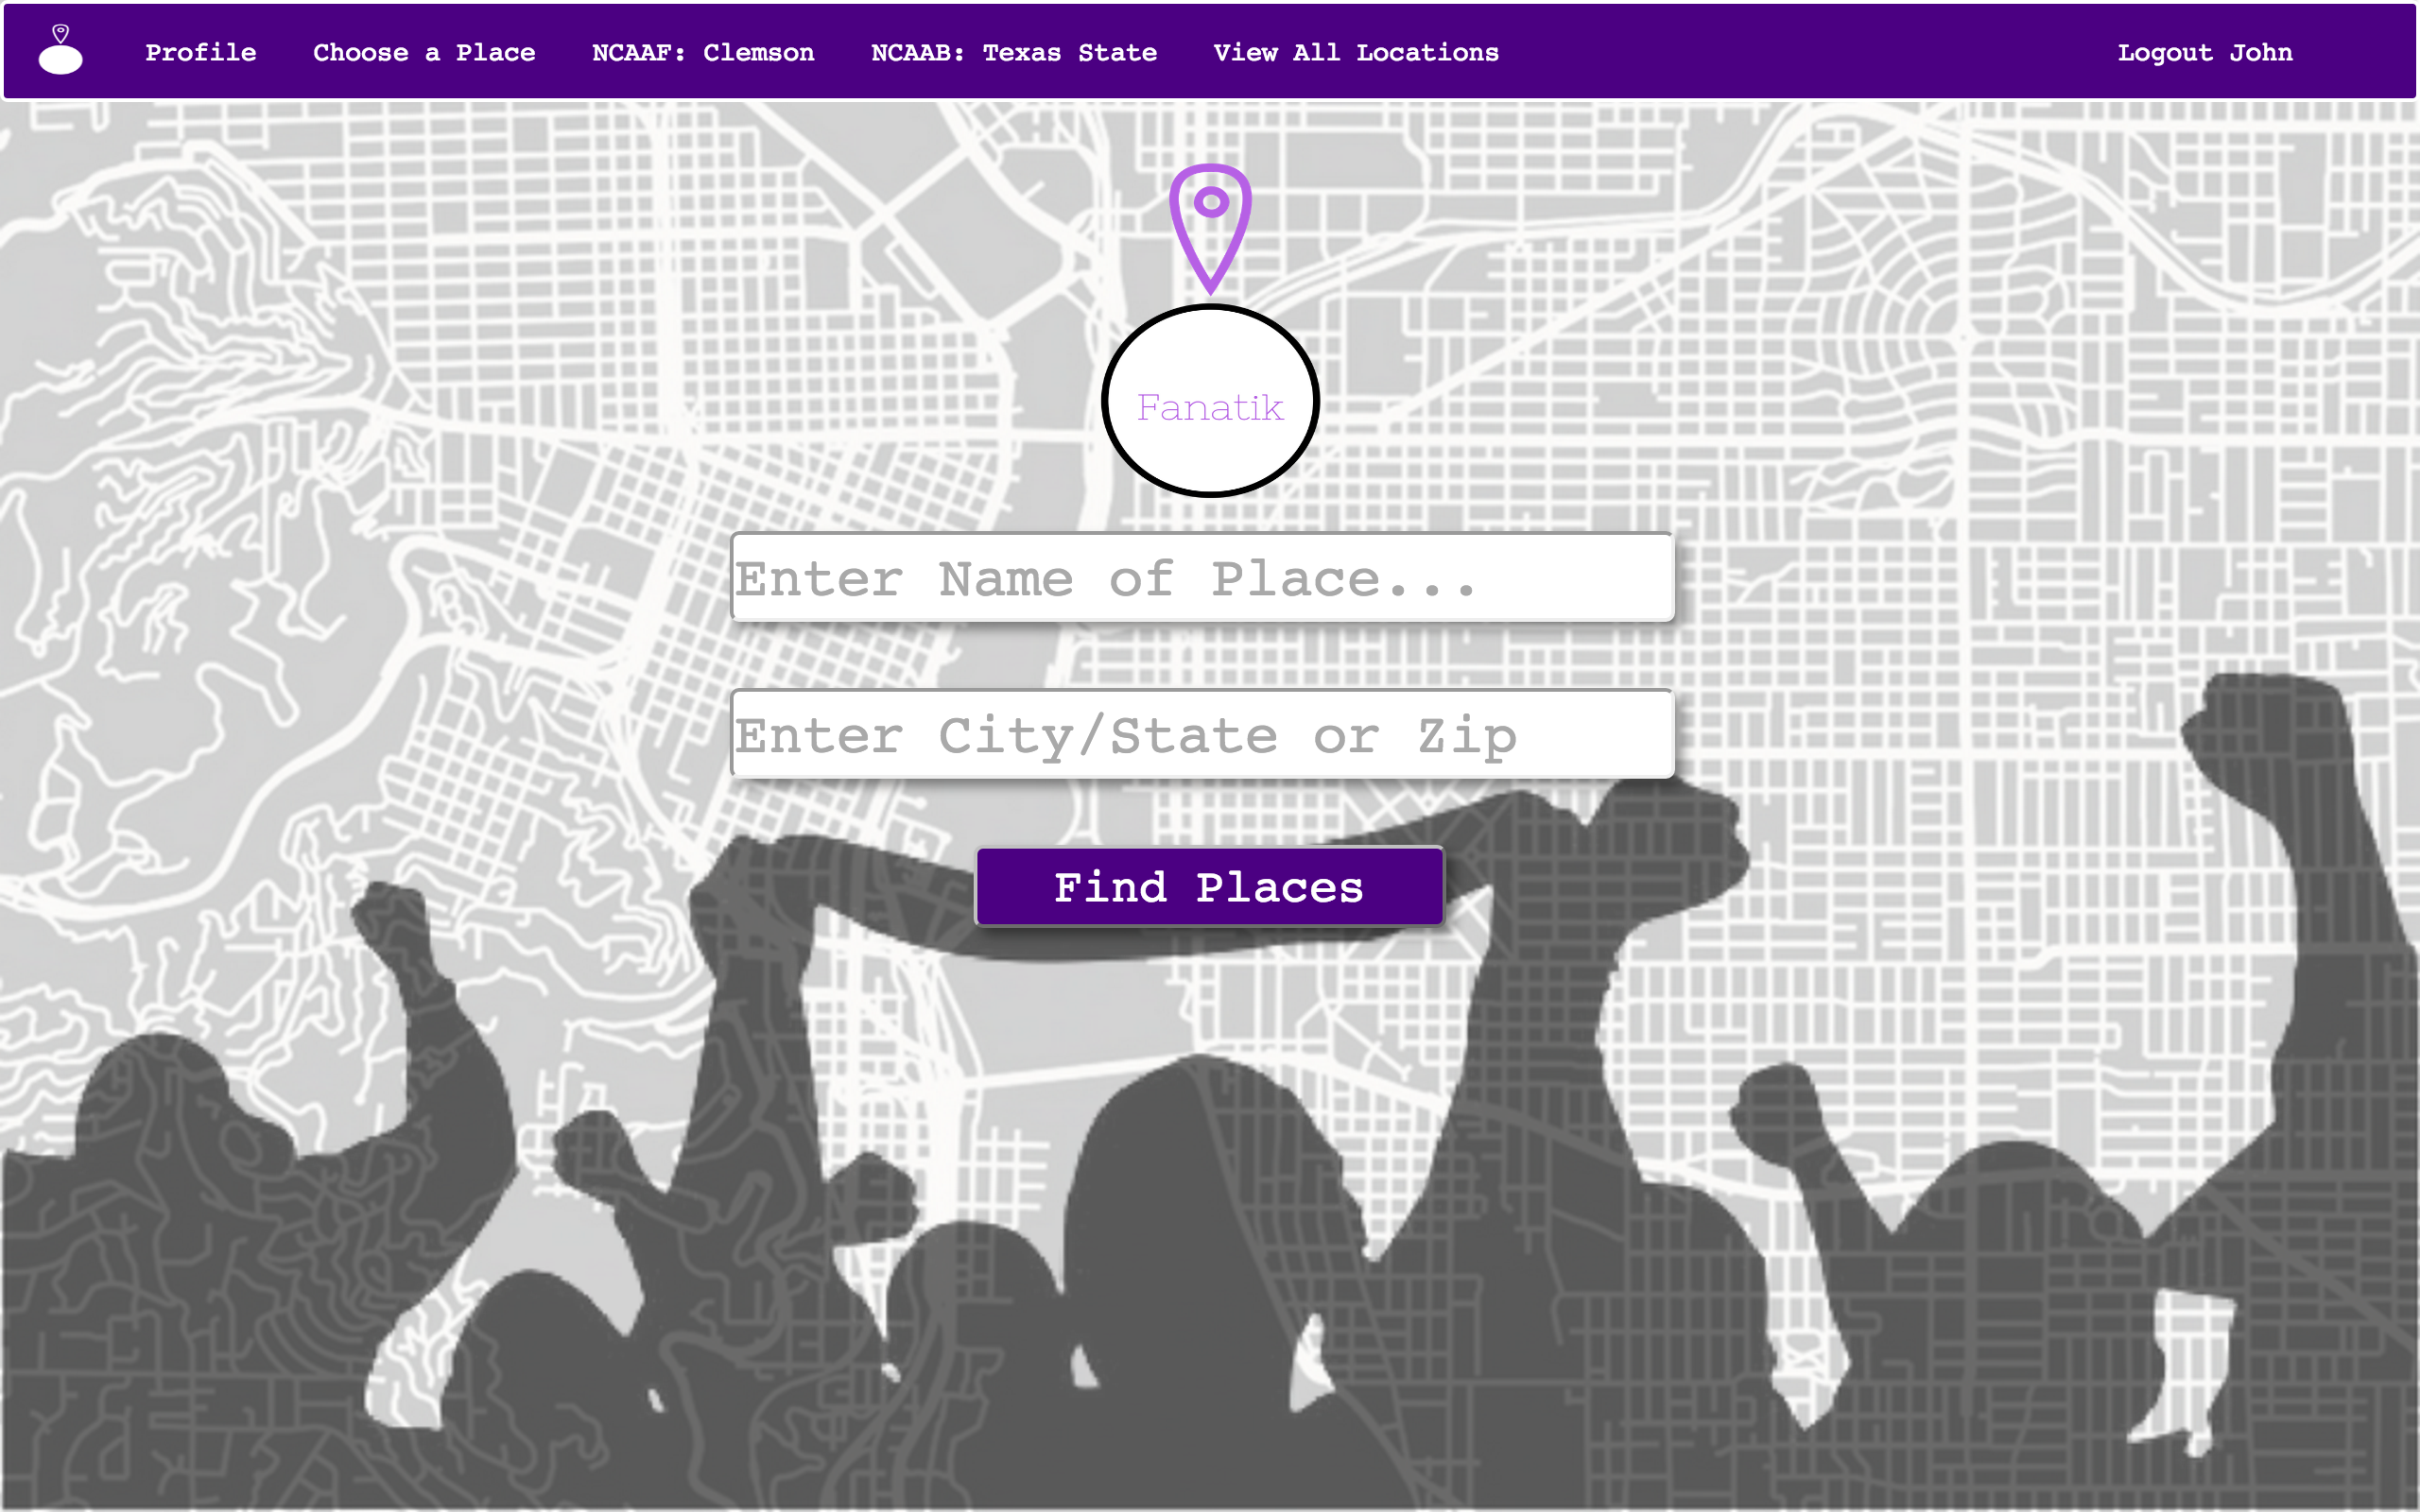 Profile Choose a Place NCAAF: Clemson NCAAB: Texas State View All Locations Logout John
Fanatik
Enter Name of Place...
Enter City/State or Zip
Find Places